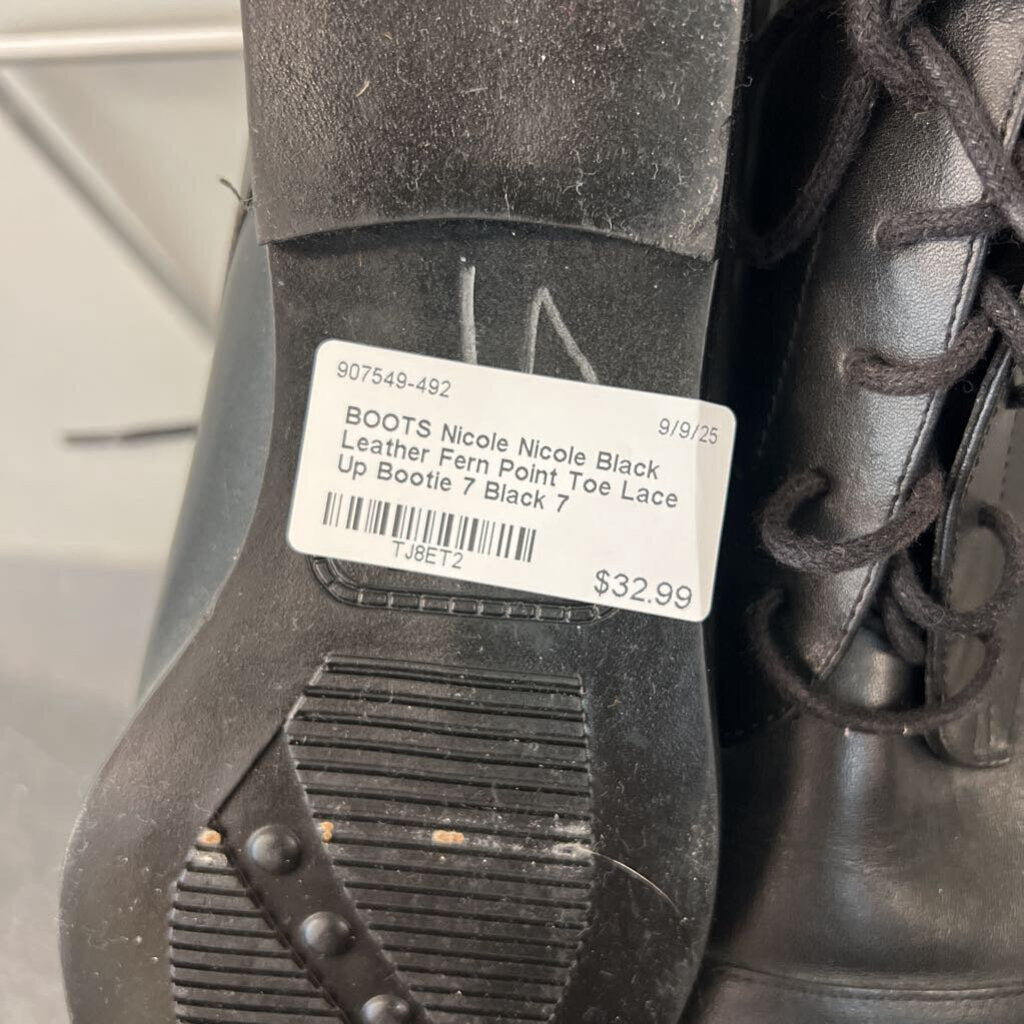 907549-492
9/9/25
BOOTS Nicole Nicole Black
Leather Fern Point Toe Lace
Up Bootie 7 Black 7
TJ8ET2
$32.99